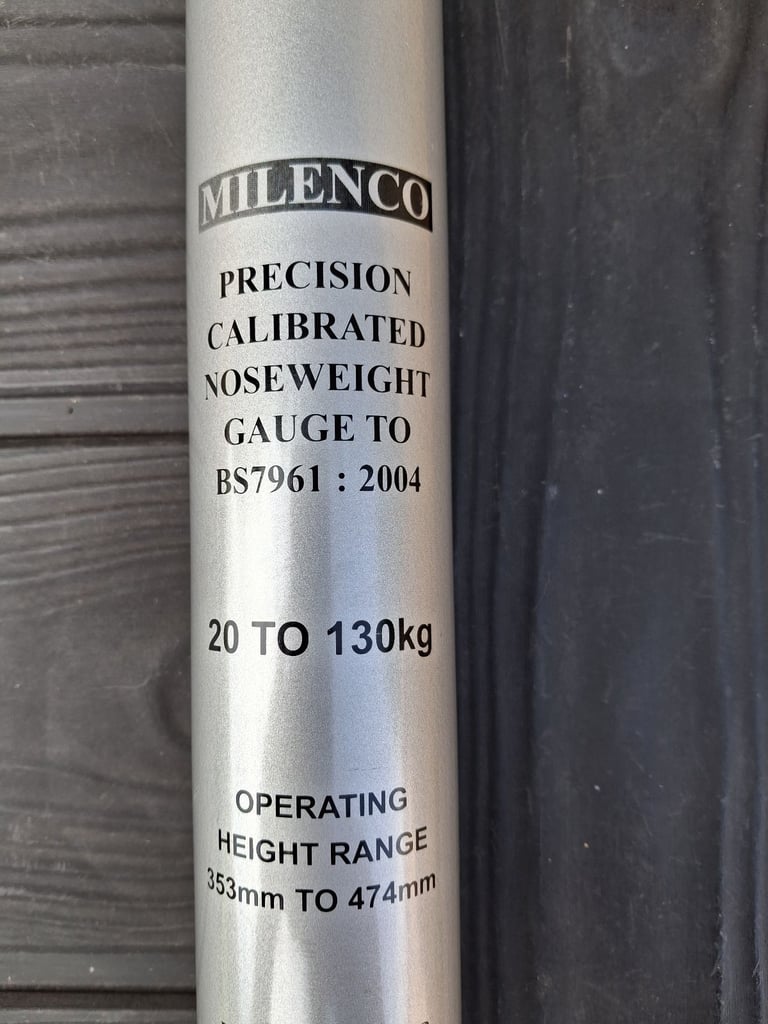 MILENCO
PRECISION
CALIBRATED
NOSEWEIGHT
GAUGE TO
BS7961 : 2004
20 TO 130kg
OPERATING
HEIGHT RANGE
353mm TO 474mm